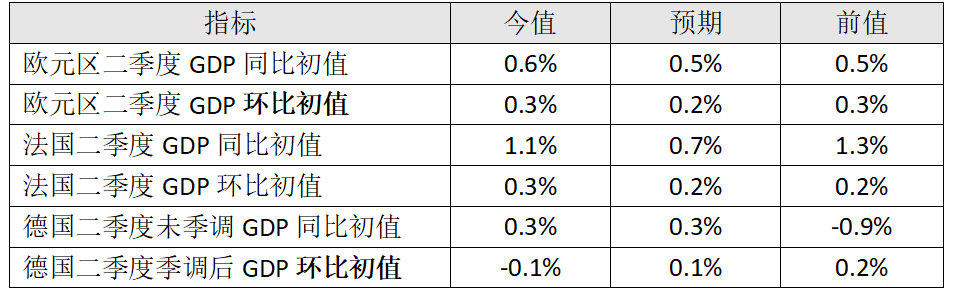 指标 今值 预期 前值
欧元区二季度 GDP 同比初值 0.6% 0.5% 0.5%
欧元区二季度 GDP 环比初值 0.3% 0.2% 0.3%
法国二季度 GDP 同比初值 1.1% 0.7% 1.3%
法国二季度 GDP 环比初值 0.3% 0.2% 0.2%
德国二季度未季调 GDP 同比初值 0.3% 0.3% -0.9%
德国二季度季调后 GDP 环比初值 -0.1% 0.1% 0.2%